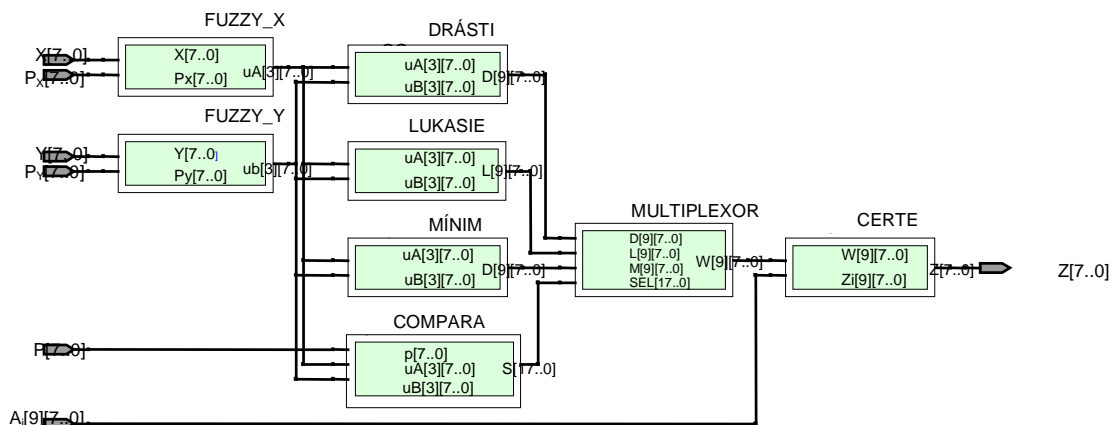 FUZZY_X
X[7..0]
Px[7..0]
uA[3][7..0]
X[7..0]
PX[7..0]
FUZZY_Y
Y[7..0]
Py[7..0]
ub[3][7..0]
Y[7..0]
PY[7..0]
DRÁSTI
uA[3][7..0]
uB[3][7..0]
D[9][7..0]
LUKASIE
uA[3][7..0]
uB[3][7..0]
L[9][7..0]
MÍNIM
uA[3][7..0]
uB[3][7..0]
D[9][7..0]
COMPARA
p[7..0]
uA[3][7..0]
uB[3][7..0]
S[17..0]
P[7..0]
Ai[9][7..0]
MULTIPLEXOR
D[9][7..0]
L[9][7..0]
M[9][7..0]
SEL[17..0]
W[9][7..0]
CERTE
W[9][7..0]
Zi[9][7..0]
Z[7..0]
Z[7..0]